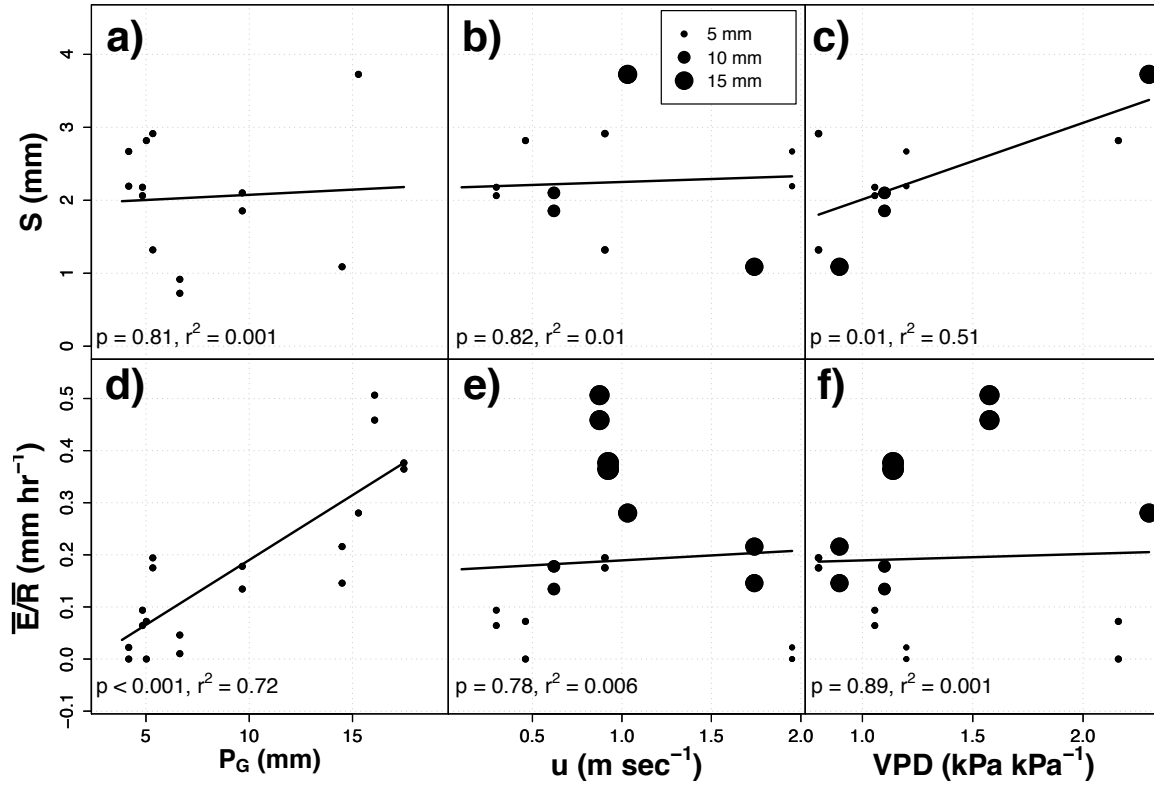 a)
b)
c)
5 mm
10 mm
15 mm
S (mm)
4
3
2
1
0
p = 0.81, r² = 0.001
p = 0.82, r² = 0.01
p = 0.01, r² = 0.51
d)
e)
f)
E̅/R̅ (mm hr⁻¹)
0.5
0.4
0.3
0.2
0.1
0.0
−0.1
p < 0.001, r² = 0.72
p = 0.78, r² = 0.006
p = 0.89, r² = 0.001
5 10 15
0.5 1.0 1.5 2.0
1.0 1.5 2.0
P_G (mm)
u (m sec⁻¹)
VPD (kPa kPa⁻¹)